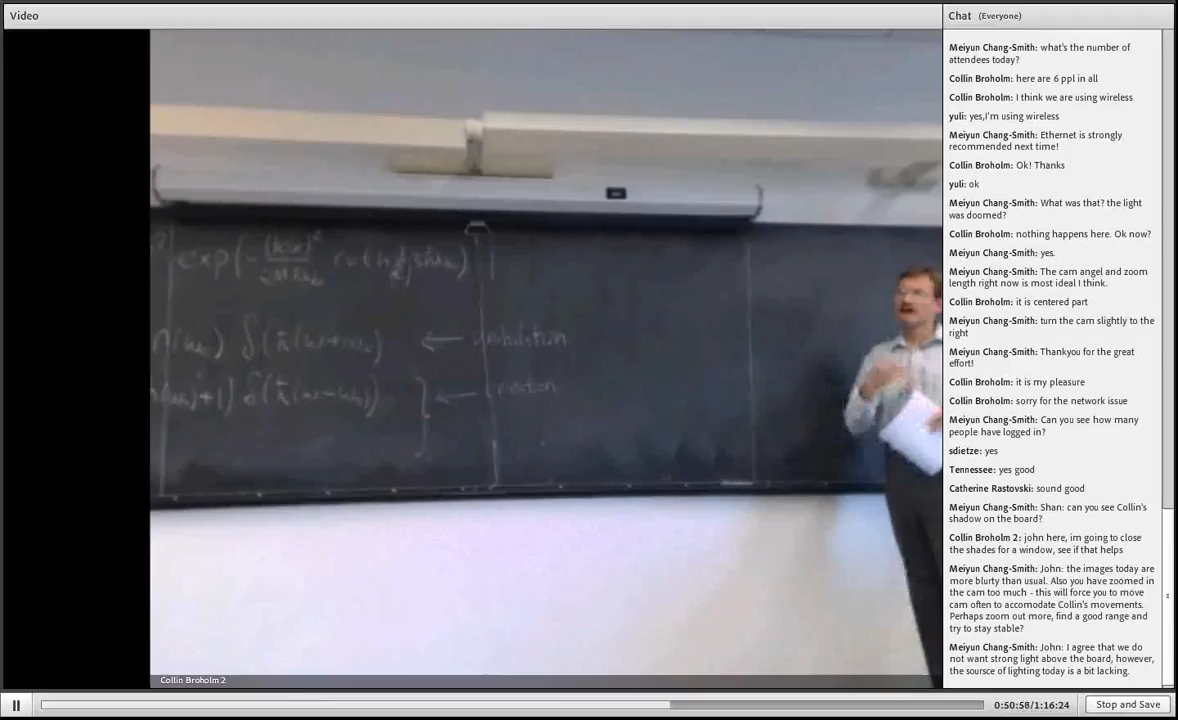 Video
Chat (Everyone)
Meiyun Chang-Smith: what's the number of
attendees today?
Collin Broholm: here are 6 ppl in all
Collin Broholm: I think we are using wireless
yuli: yes,I'm using wireless
Meiyun Chang-Smith: Ethernet is strongly
recommended next time!
Collin Broholm: Ok! Thanks
yuli: ok
Meiyun Chang-Smith: What was that? the light
was doomed?
Collin Broholm: nothing happens here. Ok now?
Meiyun Chang-Smith: yes.
Meiyun Chang-Smith: The cam angel and zoom
length right now is most ideal I think.
Collin Broholm: it is centered part
Meiyun Chang-Smith: turn the cam slightly to the
right
Meiyun Chang-Smith: Thankyou for the great
effort!
Collin Broholm: it is my pleasure
Collin Broholm: sorry for the network issue
Meiyun Chang-Smith: Can you see how many
people have logged in?
sdietze: yes
Tennessee: yes good
Catherine Rastovski: sound good
Meiyun Chang-Smith: Shan: can you see Collin's
shadow on the board?
Collin Broholm 2: john here, im going to close
the shades for a window, see if that helps
Meiyun Chang-Smith: John: the images today are
more blurty than usual. Also you have zoomed in
the cam too much - this will force you to move
cam often to accomodate Collin's movements.
Perhaps zoom out more, find a good range and
try to stay stable?
Meiyun Chang-Smith: John: I agree that we do
not want strong light above the board, however,
the soursce of lighting today is a bit lacking.
exp(-
Collin Broholm 2
0:50:58/1:16:24
Stop and Save